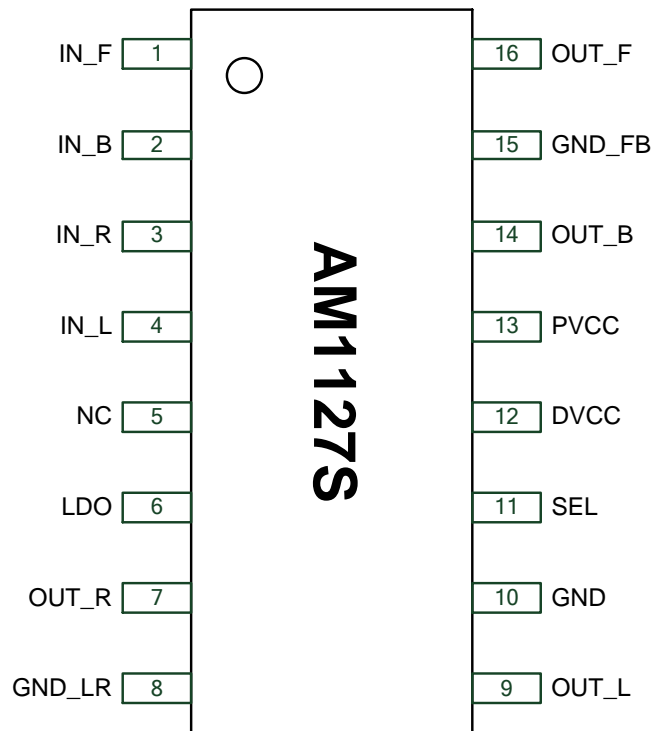 IN_F 1 16 OUT_F
IN_B 2 15 GND_FB
IN_R 3 14 OUT_B
IN_L 4 13 PVCC
NC 5 12 DVCC
LDO 6 11 SEL
OUT_R 7 10 GND
GND_LR 8 9 OUT_L
AM1127S